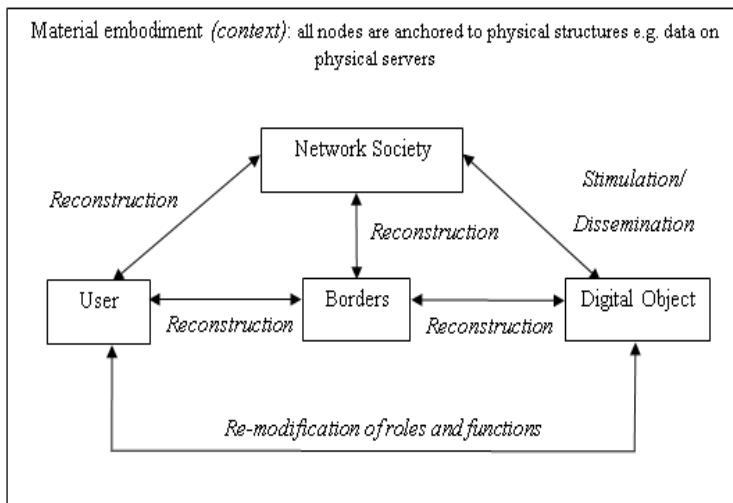 Material embodiment (context): all nodes are anchored to physical structures e.g. data on
physical servers
Network Society
Stimulation/
Reconstruction
Dissemination
Reconstruction
User
Borders
Digital Object
Reconstruction
Reconstruction
Re-modification of roles and functions